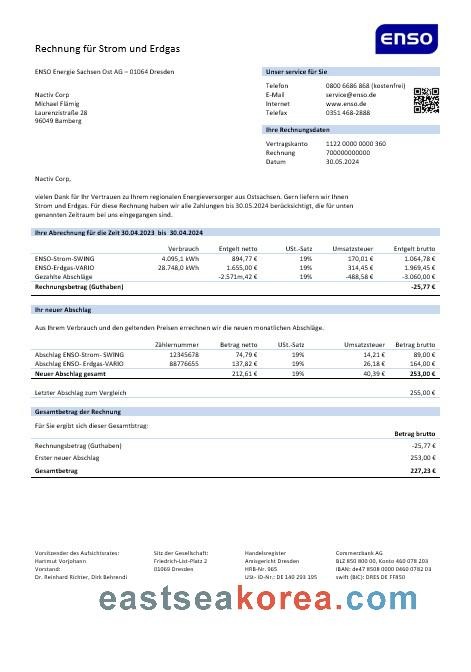 ENSO
Rechnung für Strom und Erdgas
ENSO Energie Sachsen Ost AG – 01064 Dresden
Unser service für Sie
Telefon 0800 6686 868 (kostenfrei)
E-Mail service@enso.de
Internet www.enso.de
Telefax 0351 468-2888
Nactiv Corp
Michael Flämig
Laurenzistraße 28
96049 Bamberg
Ihre Rechnungsdaten
Vertragskonto 1122 0000 0000 360
Rechnung 700000000000
Datum 30.05.2024
Nactiv Corp,
vielen Dank für Ihr Vertrauen zu Ihrem regionalen Energieversorger aus Ostsachsen. Gern liefern wir Ihnen
Strom und Erdgas. Für diese Rechnung haben wir alle Zahlungen bis 30.05.2024 berücksichtigt, die für unten
genannten Zeitraum bei uns eingegangen sind.
Ihre Abrechnung für die Zeit 30.04.2023 bis 30.04.2024
Verbrauch Entgelt netto USt.-Satz Umsatzsteuer Entgelt brutto
ENSO-Strom-SWING 4.095,1 kWh 894,77 € 19% 170,01 € 1.064,78 €
ENSO-Erdgas-VARIO 28.748,0 kWh 1.655,00 € 19% 314,45 € 1.969,45 €
Gezahlte Abschläge -2.571m,42 € 19% -488,58 € -3.060,00 €
Rechnungsbetrag (Guthaben) -25,77 €
Ihr neuer Abschlag
Aus Ihrem Verbrauch und den geltenden Preisen errechnen wir die neuen monatlichen Abschläge.
Zählernummer Betrag netto USt.-Satz Umsatzsteuer Betrag brutto
Abschlag ENSO-Strom- SWING 12345678 74,79 € 19% 14,21 € 89,00 €
Abschlag ENSO- Erdgas-VARIO 88776655 137,82 € 19% 26,18 € 164,00 €
Neuer Abschlag gesamt 212,61 € 19% 40,39 € 253,00 €
Letzter Abschlag zum Vergleich 255,00 €
Gesamtbetrag der Rechnung
Für Sie ergibt sich dieser Gesamtbtrag:
Betrag brutto
Rechnungsbetrag (Guthaben) -25,77 €
Erster neuer Abschlag 253,00 €
Gesamtbetrag 227,23 €
Vorsitzender des Aufsichtsrates:
Hartmut Vorjohann
Vorstand:
Dr. Reinhard Richter, Dirk Behrendi
Sitz der Gesellschaft:
Friedrich-List-Platz 2
01069 Dresden
Handelsregister
Amtsgericht Dresden
HRB-Nr. 965
USt- ID-Nr.: DE 140 293 195
Commerzbank AG
BLZ 850 800 00, Konto 460 078 203
IBAN: de47 8508 0000 0460 0782 03
swift (BIC): DRES DE FF850
eastseakorea.com